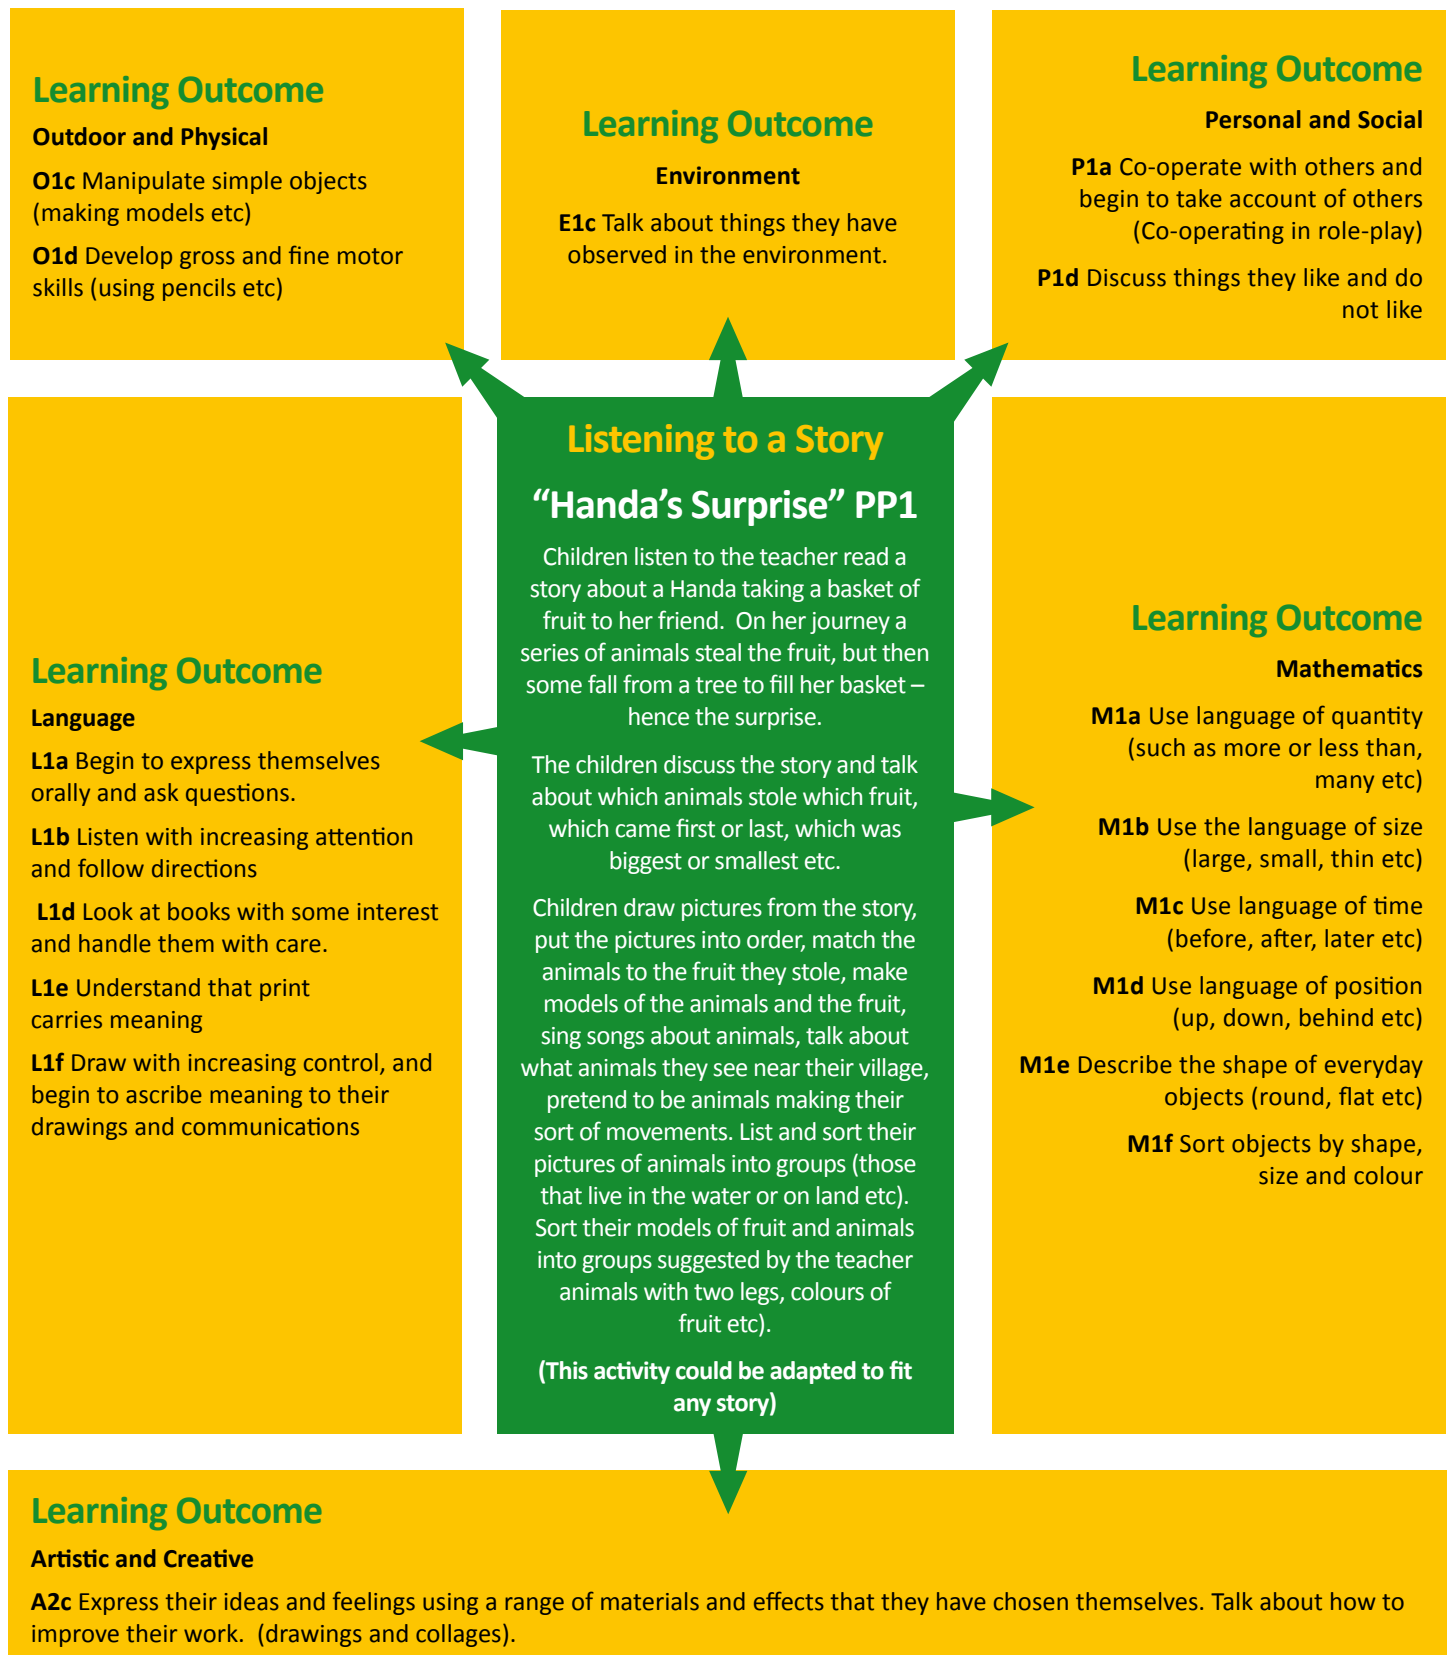 Learning Outcome
Outdoor and Physical
O1c Manipulate simple objects
(making models etc)
O1d Develop gross and fine motor
skills (using pencils etc)
Learning Outcome
Environment
E1c Talk about things they have
observed in the environment.
Learning Outcome
Personal and Social
P1a Co-operate with others and
begin to take account of others
(Co-operating in role-play)
P1d Discuss things they like and do
not like
Learning Outcome
Language
L1a Begin to express themselves
orally and ask questions.
L1b Listen with increasing attention
and follow directions
L1d Look at books with some interest
and handle them with care.
L1e Understand that print
carries meaning
L1f Draw with increasing control, and
begin to ascribe meaning to their
drawings and communications
Listening to a Story
“Handa’s Surprise” PP1
Children listen to the teacher read a
story about a Handa taking a basket of
fruit to her friend.  On her journey a
series of animals steal the fruit, but then
some fall from a tree to fill her basket –
hence the surprise.
The children discuss the story and talk
about which animals stole which fruit,
which came first or last, which was
biggest or smallest etc.
Children draw pictures from the story,
put the pictures into order, match the
animals to the fruit they stole, make
models of the animals and the fruit,
sing songs about animals, talk about
what animals they see near their village,
pretend to be animals making their
sort of movements. List and sort their
pictures of animals into groups (those
that live in the water or on land etc).
Sort their models of fruit and animals
into groups suggested by the teacher
animals with two legs, colours of
fruit etc).
(This activity could be adapted to fit
any story)
Learning Outcome
Mathematics
M1a Use language of quantity
(such as more or less than,
many etc)
M1b Use the language of size
(large, small, thin etc)
M1c Use language of time
(before, after, later etc)
M1d Use language of position
(up, down, behind etc)
M1e Describe the shape of everyday
objects (round, flat etc)
M1f Sort objects by shape,
size and colour
Learning Outcome
Artistic and Creative
A2c Express their ideas and feelings using a range of materials and effects that they have chosen themselves. Talk about how to
improve their work.  (drawings and collages).